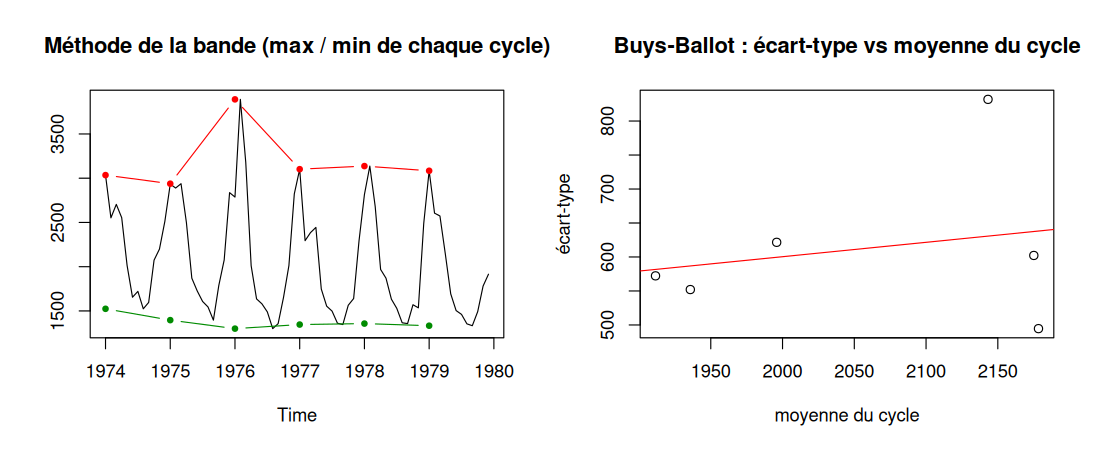 Méthode de la bande (max / min de chaque cycle)
3500
2500
1500
1974 1975 1976 1977 1978 1979 1980
Time
Buys-Ballot : écart-type vs moyenne du cycle
écart-type
800
700
600
500
1950 2000 2050 2100 2150
moyenne du cycle